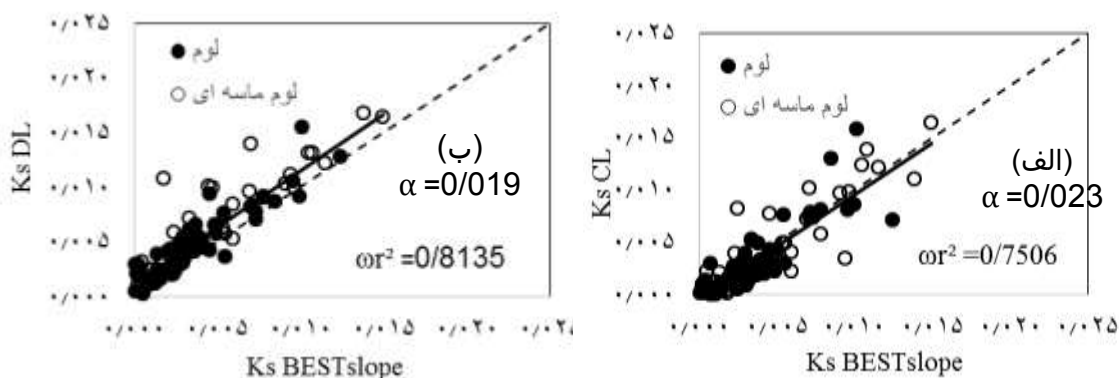 ۰/۰۲۵
۰/۰۲۰
۰/۰۱۵
۰/۰۱۰
۰/۰۰۵
۰/۰۰۰
Ks DL
لوم
لوم ماسه ای
(ب)
α =0/019
ωr² =0/8135
۰/۰۰۰ ۰/۰۰۵ ۰/۰۱۰ ۰/۰۱۵ ۰/۰۲۰ ۰/۰۲۵
Ks BESTslope
۰/۰۲۵
۰/۰۲۰
۰/۰۱۵
۰/۰۱۰
۰/۰۰۵
۰/۰۰۰
Ks CL
لوم
لوم ماسه ای
(الف)
α =0/023
ωr² =0/7506
۰/۰۰۰ ۰/۰۰۵ ۰/۰۱۰ ۰/۰۱۵ ۰/۰۲۰ ۰/۰۲۵
Ks BESTslope